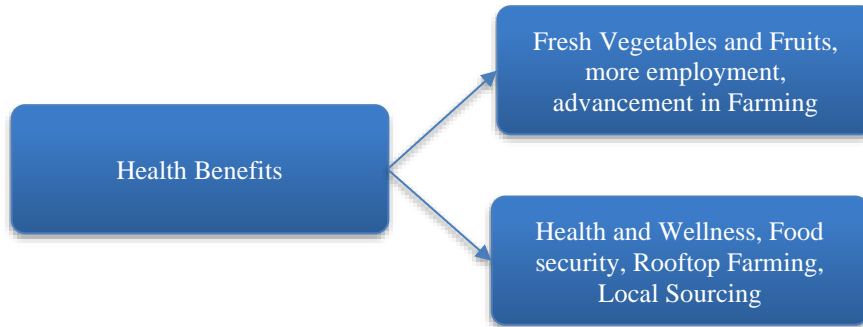 Fresh Vegetables and Fruits,
more employment,
advancement in Farming
Health Benefits
Health and Wellness, Food
security, Rooftop Farming,
Local Sourcing